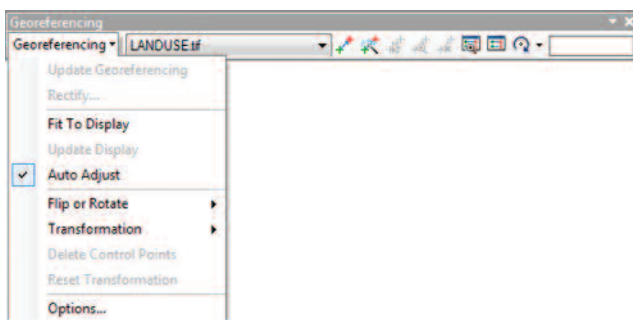 Georeferencing
Georeferencing LANDUSE.tif
Update Georeferencing
Rectify...
Fit To Display
Update Display
Auto Adjust
Flip or Rotate
Transformation
Delete Control Points
Reset Transformation
Options...